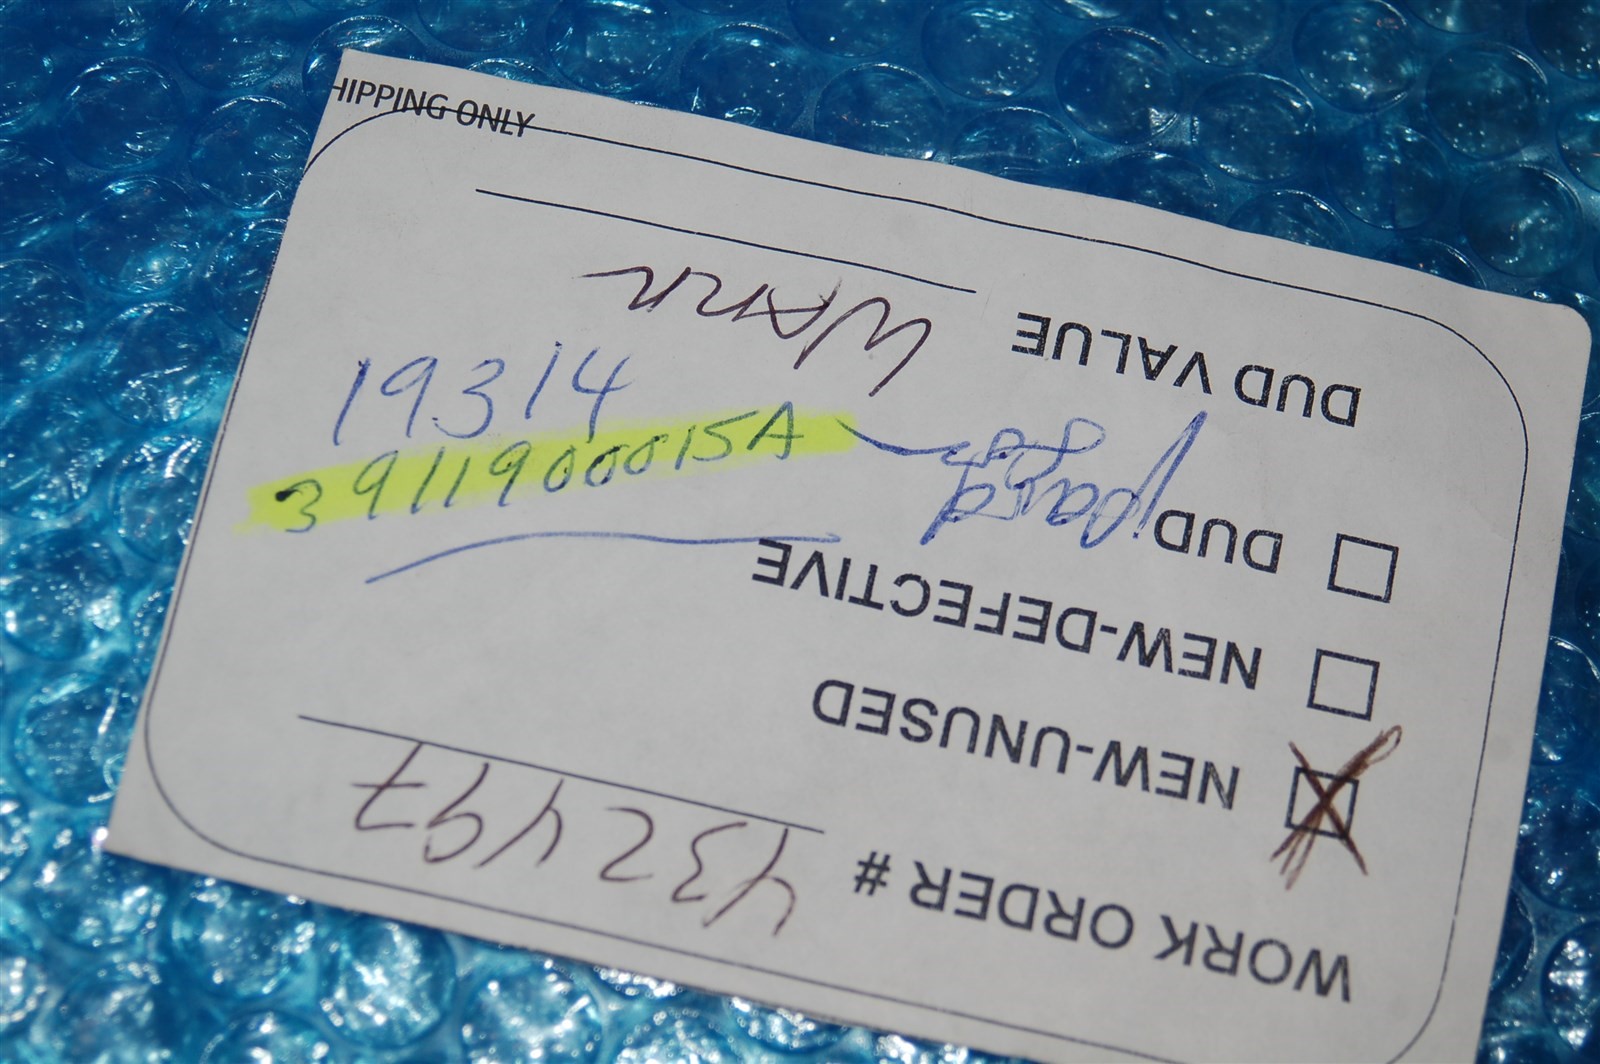 HIPPING ONLY
WORK ORDER # 432497
NEW-UNUSED
NEW-DEFECTIVE
DUD
DUD VALUE WARR
19314
3911900015A
paid